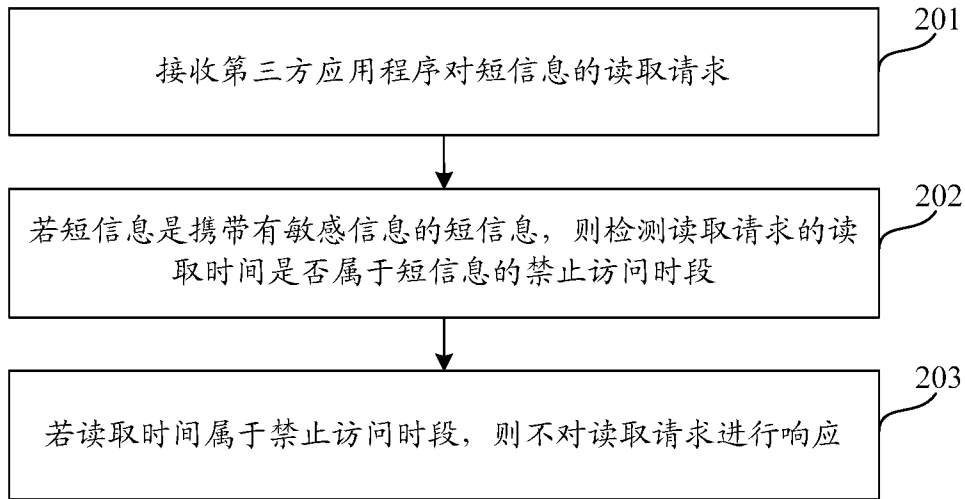 201
接收第三方应用程序对短信息的读取请求
202
若短信息是携带有敏感信息的短信息，则检测读取请求的读
取时间是否属于短信息的禁止访问时段
203
若读取时间属于禁止访问时段，则不对读取请求进行响应